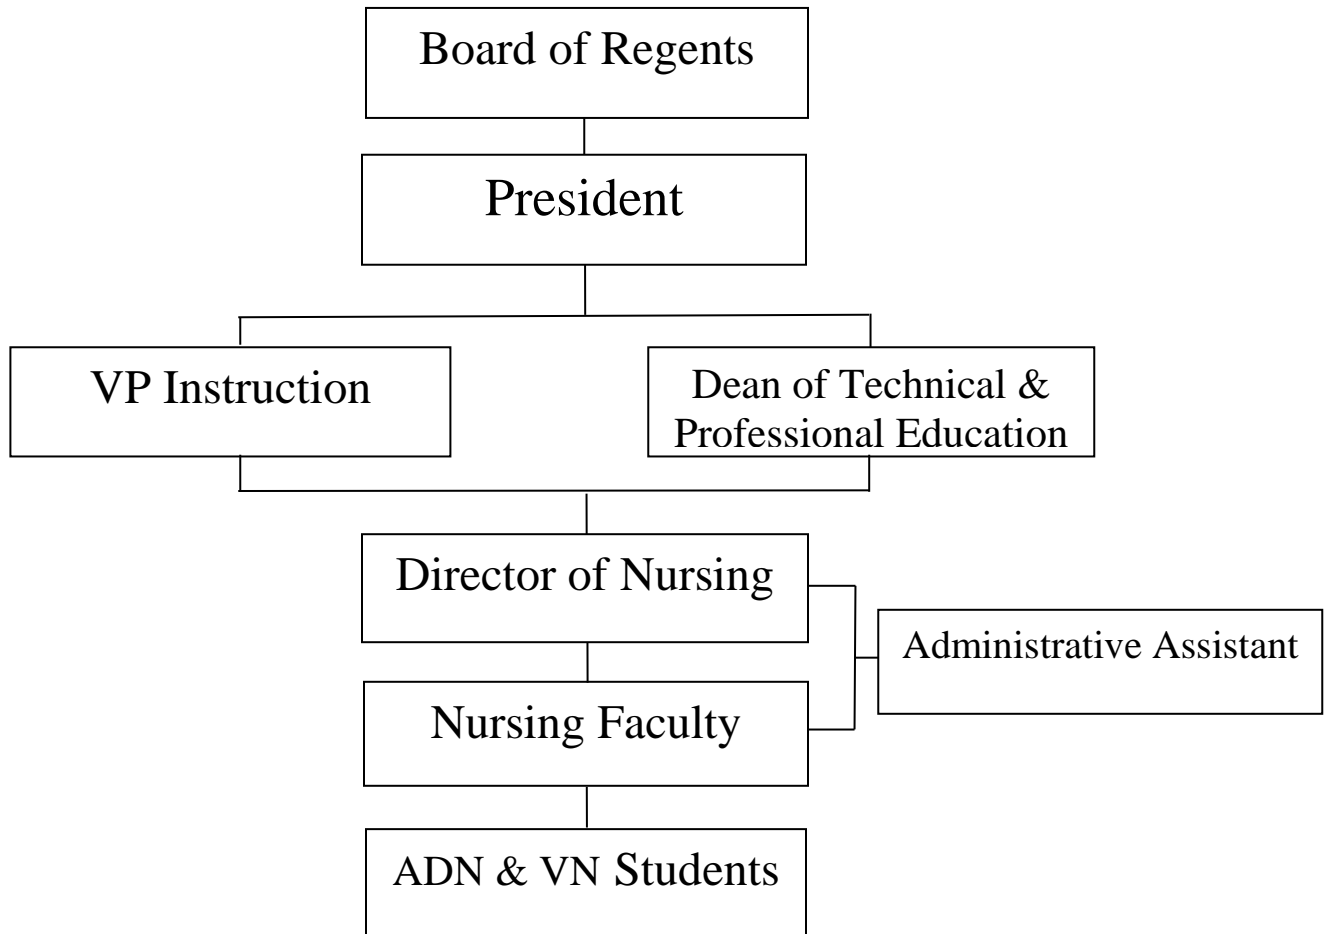 Board of Regents
President
VP Instruction
Dean of Technical &
Professional Education
Director of Nursing
Administrative Assistant
Nursing Faculty
ADN & VN Students